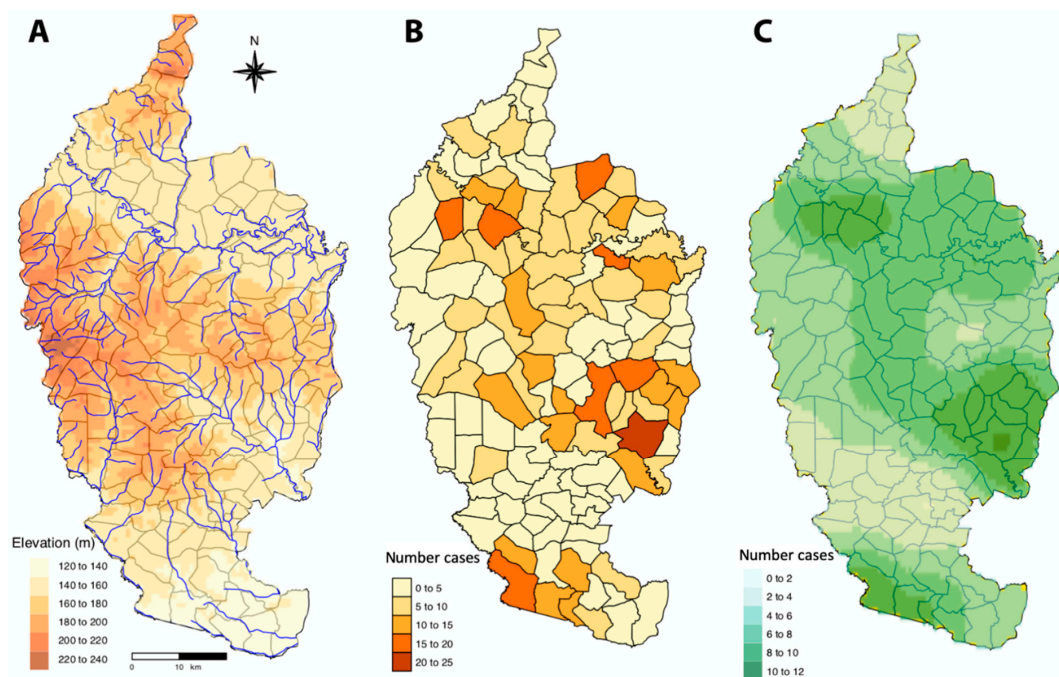 A
N
B
C
Elevation (m)
120 to 140
140 to 160
160 to 180
180 to 200
200 to 220
220 to 240
0 10 km
Number cases
0 to 5
5 to 10
10 to 15
15 to 20
20 to 25
Number cases
0 to 2
2 to 4
4 to 6
6 to 8
8 to 10
10 to 12